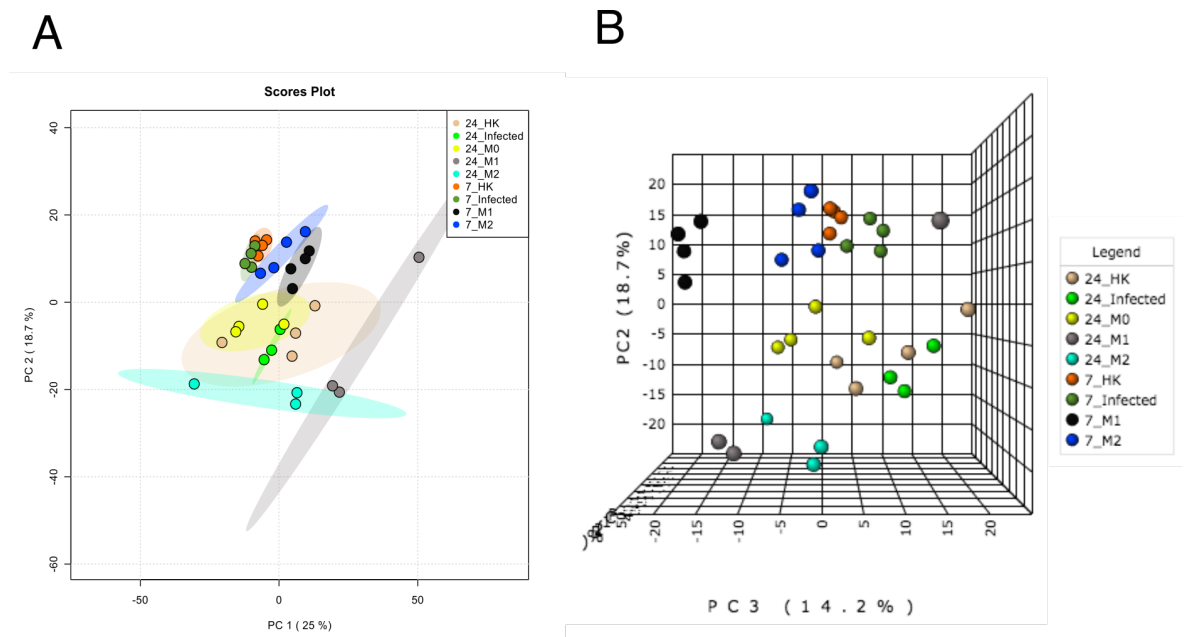 A
B
Scores Plot
24_HK
24_Infected
24_M0
24_M1
24_M2
7_HK
7_Infected
7_M1
7_M2
40
20
0
-20
-40
-60
PC 2 ( 18.7 %)
-50
0
50
PC 1 ( 25 %)
20
15
10
5
0
-5
-10
-15
-20
PC2 (18.7%)
-20
-15
-10
-5
0
5
10
15
20
PC3 (14.2%)
Legend
24_HK
24_Infected
24_M0
24_M1
24_M2
7_HK
7_Infected
7_M1
7_M2